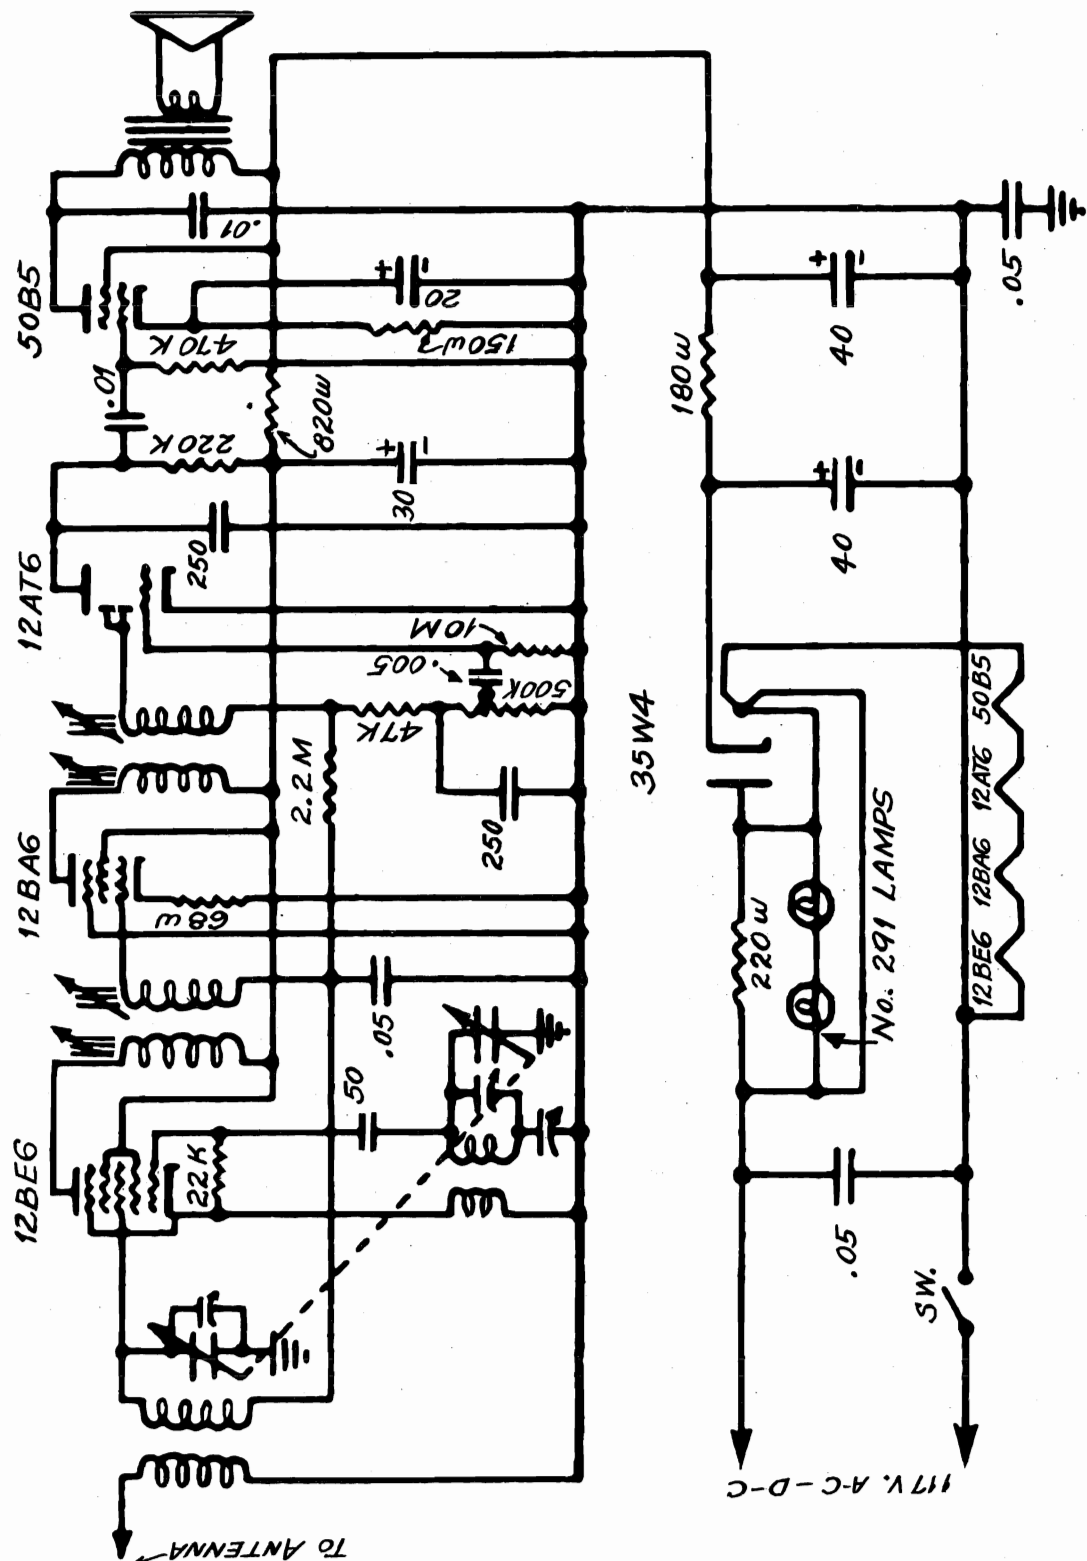 TO ANTENNA
12BE6
12BA6
12AT6
50B5
22K
50
.05
68w
2.2M
47K
250
500K
.005
10M
250
220K
.01
30
820w
470K
150w
20
.01
117V. A-C-D-C
SW.
.05
220w
No. 291 LAMPS
35W4
12BE6 12BA6 12AT6 50B5
180w
40
40
.05